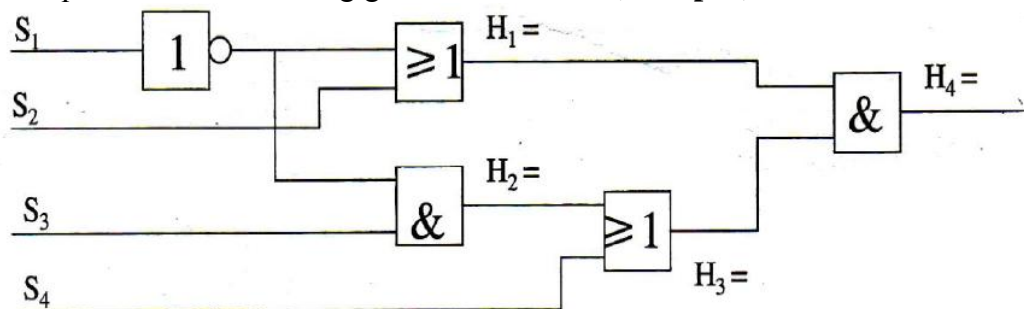 S₁
1
≥1
H₁=
S₂
H₄=
&
H₂=
S₃
&
≥1
H₃=
S₄